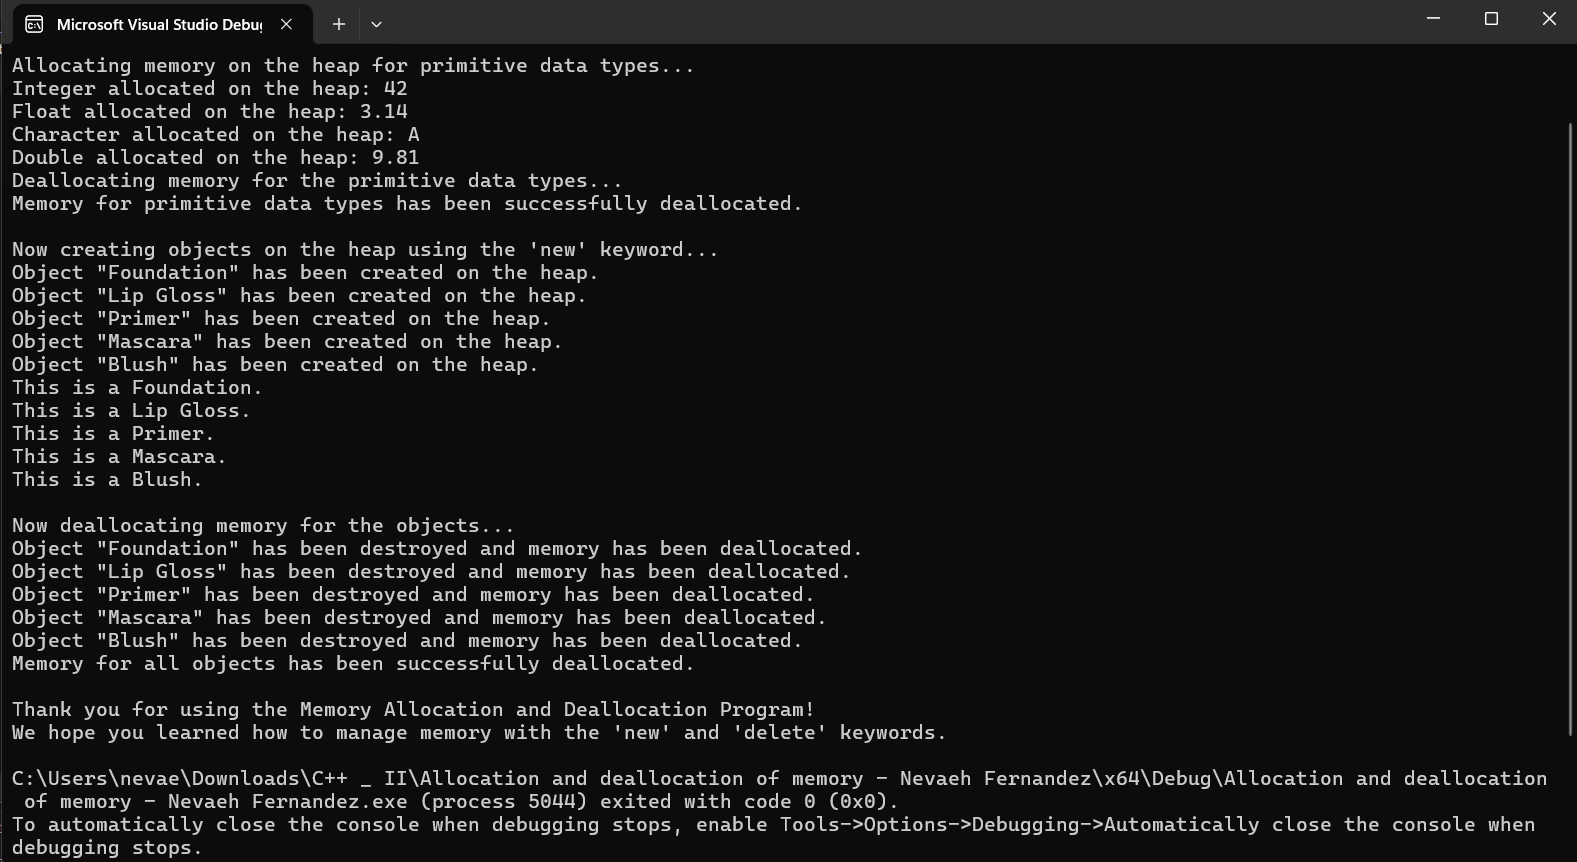 Microsoft Visual Studio Debug
Allocating memory on the heap for primitive data types...
Integer allocated on the heap: 42
Float allocated on the heap: 3.14
Character allocated on the heap: A
Double allocated on the heap: 9.81
Deallocating memory for the primitive data types...
Memory for primitive data types has been successfully deallocated.
Now creating objects on the heap using the 'new' keyword...
Object "Foundation" has been created on the heap.
Object "Lip Gloss" has been created on the heap.
Object "Primer" has been created on the heap.
Object "Mascara" has been created on the heap.
Object "Blush" has been created on the heap.
This is a Foundation.
This is a Lip Gloss.
This is a Primer.
This is a Mascara.
This is a Blush.
Now deallocating memory for the objects...
Object "Foundation" has been destroyed and memory has been deallocated.
Object "Lip Gloss" has been destroyed and memory has been deallocated.
Object "Primer" has been destroyed and memory has been deallocated.
Object "Mascara" has been destroyed and memory has been deallocated.
Object "Blush" has been destroyed and memory has been deallocated.
Memory for all objects has been successfully deallocated.
Thank you for using the Memory Allocation and Deallocation Program!
We hope you learned how to manage memory with the 'new' and 'delete' keywords.
C:\Users\nevae\Downloads\C++ _ II\Allocation and deallocation of memory - Nevaeh Fernandez\x64\Debug\Allocation and deallocation
of memory - Nevaeh Fernandez.exe (process 5044) exited with code 0 (0x0).
To automatically close the console when debugging stops, enable Tools->Options->Debugging->Automatically close the console when
debugging stops.